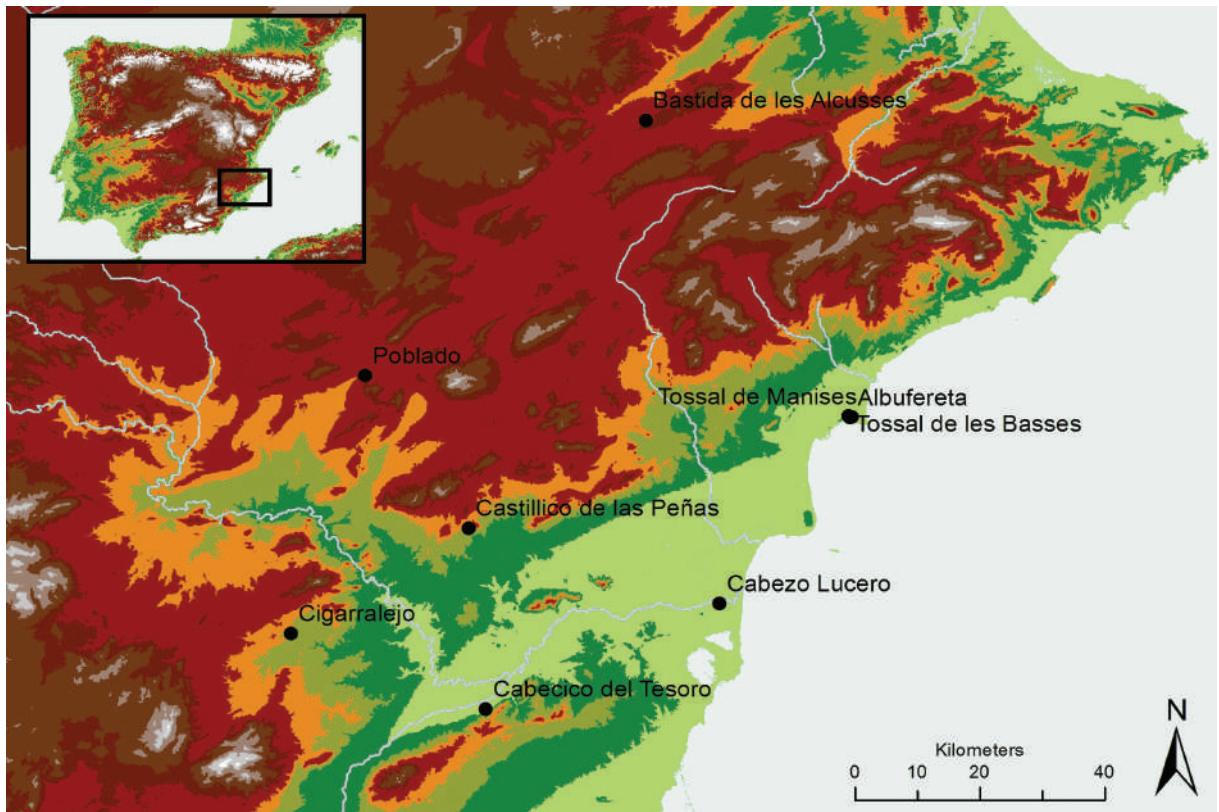 Bastida de les Alcusses
Poblado
Tossal de Manises
Albufereta
Tossal de les Basses
Castillico de las Peñas
Cabezo Lucero
Cigarralejo
Cabecico del Tesoro
N
Kilometers
0 10 20 40